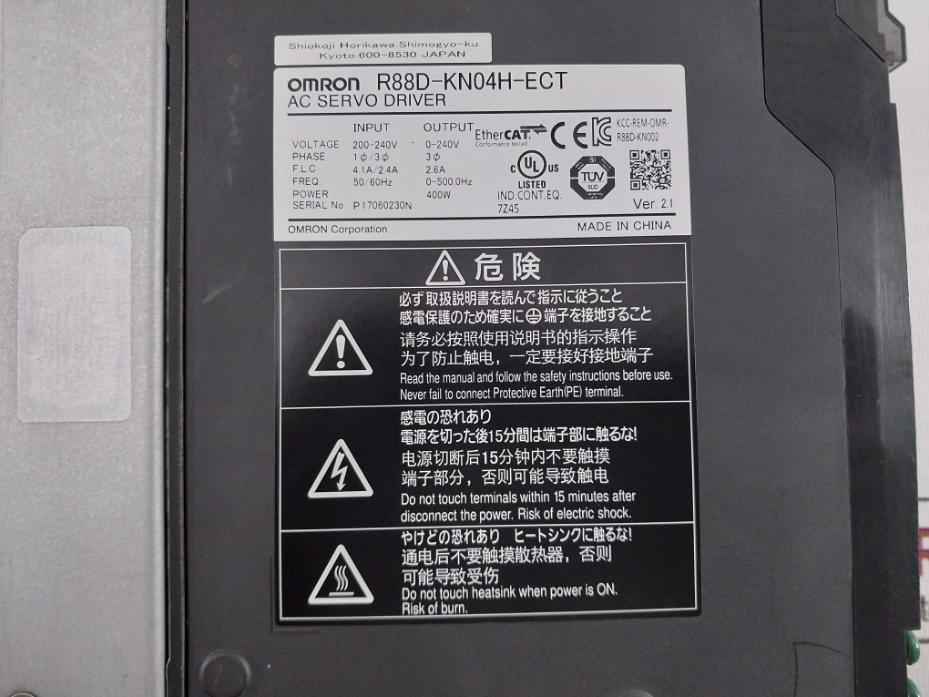 Shiokoji Horikawa, Shimogyo-ku
Kyoto 600-8530 JAPAN
OMRON R88D-KN04H-ECT
AC SERVO DRIVER
INPUT OUTPUT
VOLTAGE 200-240V 0-240V
PHASE 1ϕ/3ϕ 3ϕ
F.L.C 4.1A/2.4A 2.6A
FREQ 50/60Hz 0-500.0Hz
POWER 400W
SERIAL No P17060230N
EtherCAT
Conformance tested
CE
KCC-REM-OMR-
R88D-KN002
C UL US
LISTED
IND.CONT.EQ.
7Z45
TÜV
SÜD
Ver 2.1
OMRON Corporation MADE IN CHINA
危険
必ず取扱説明書を読んで指示に従うこと
感電保護のため確実に⏚端子を接地すること
请务必按照使用说明书的指示操作
为了防止触电，一定要接好接地端子
Read the manual and follow the safety instructions before use.
Never fail to connect Protective Earth(PE) terminal.
感電の恐れあり
電源を切った後15分間は端子部に触るな!
电源切断后15分钟内不要触摸
端子部分，否则可能导致触电
Do not touch terminals within 15 minutes after
disconnect the power. Risk of electric shock.
やけどの恐れあり ヒートシンクに触るな!
通电后不要触摸散热器，否则
可能导致受伤
Do not touch heatsink when power is ON.
Risk of burn.